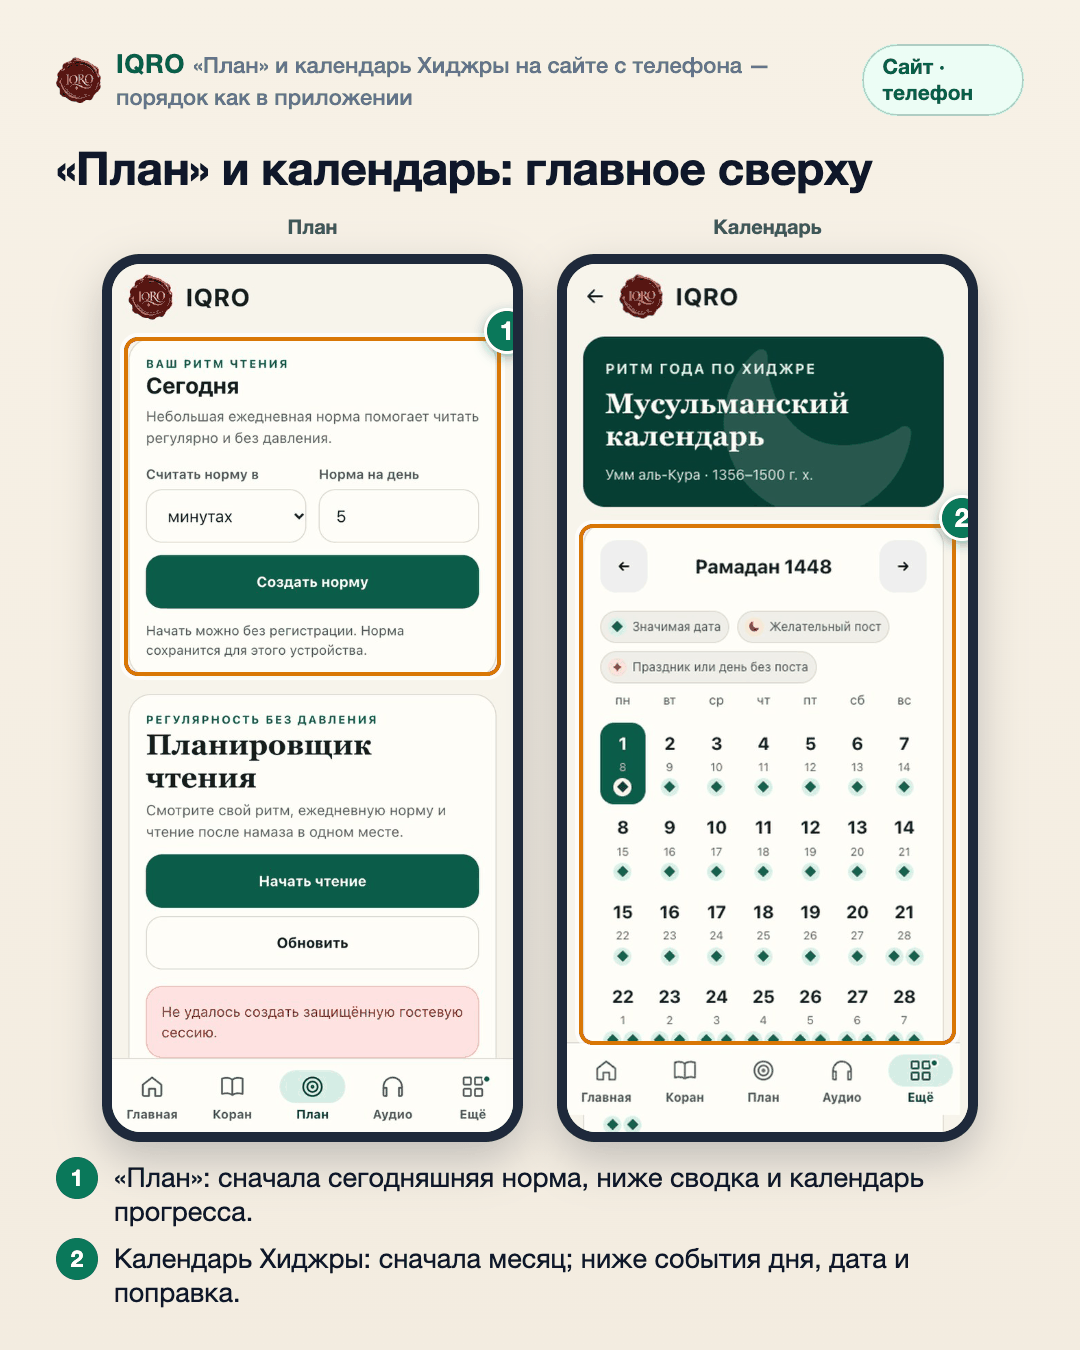 IQRO «План» и календарь Хиджры на сайте с телефона —
порядок как в приложении
Сайт ·
телефон
«План» и календарь: главное сверху
План
IQRO
IQRO
1
ВАШ РИТМ ЧТЕНИЯ
Сегодня
Небольшая ежедневная норма помогает читать
регулярно и без давления.
Считать норму в
Норма на день
минутах
5
Создать норму
Начать можно без регистрации. Норма
сохранится для этого устройства.
РЕГУЛЯРНОСТЬ БЕЗ ДАВЛЕНИЯ
Планировщик
чтения
Смотрите свой ритм, ежедневную норму и
чтение после намаза в одном месте.
Начать чтение
Обновить
Не удалось создать защищённую гостевую
сессию.
Главная Коран План Аудио Ещё
Календарь
IQRO
IQRO
РИТМ ГОДА ПО ХИДЖРЕ
Мусульманский
календарь
Умм аль-Кура · 1356–1500 г. х.
2
← Рамадан 1448 →
Значимая дата Желательный пост
Праздник или день без поста
пн вт ср чт пт сб вс
1 2 3 4 5 6 7
8 9 10 11 12 13 14
8 9 10 11 12 13 14
15 16 17 18 19 20 21
15 16 17 18 19 20 21
22 23 24 25 26 27 28
22 23 24 25 26 27 28
1 2 3 4 5 6 7
Главная Коран План Аудио Ещё
1 «План»: сначала сегодняшняя норма, ниже сводка и календарь
прогресса.
2 Календарь Хиджры: сначала месяц; ниже события дня, дата и
поправка.